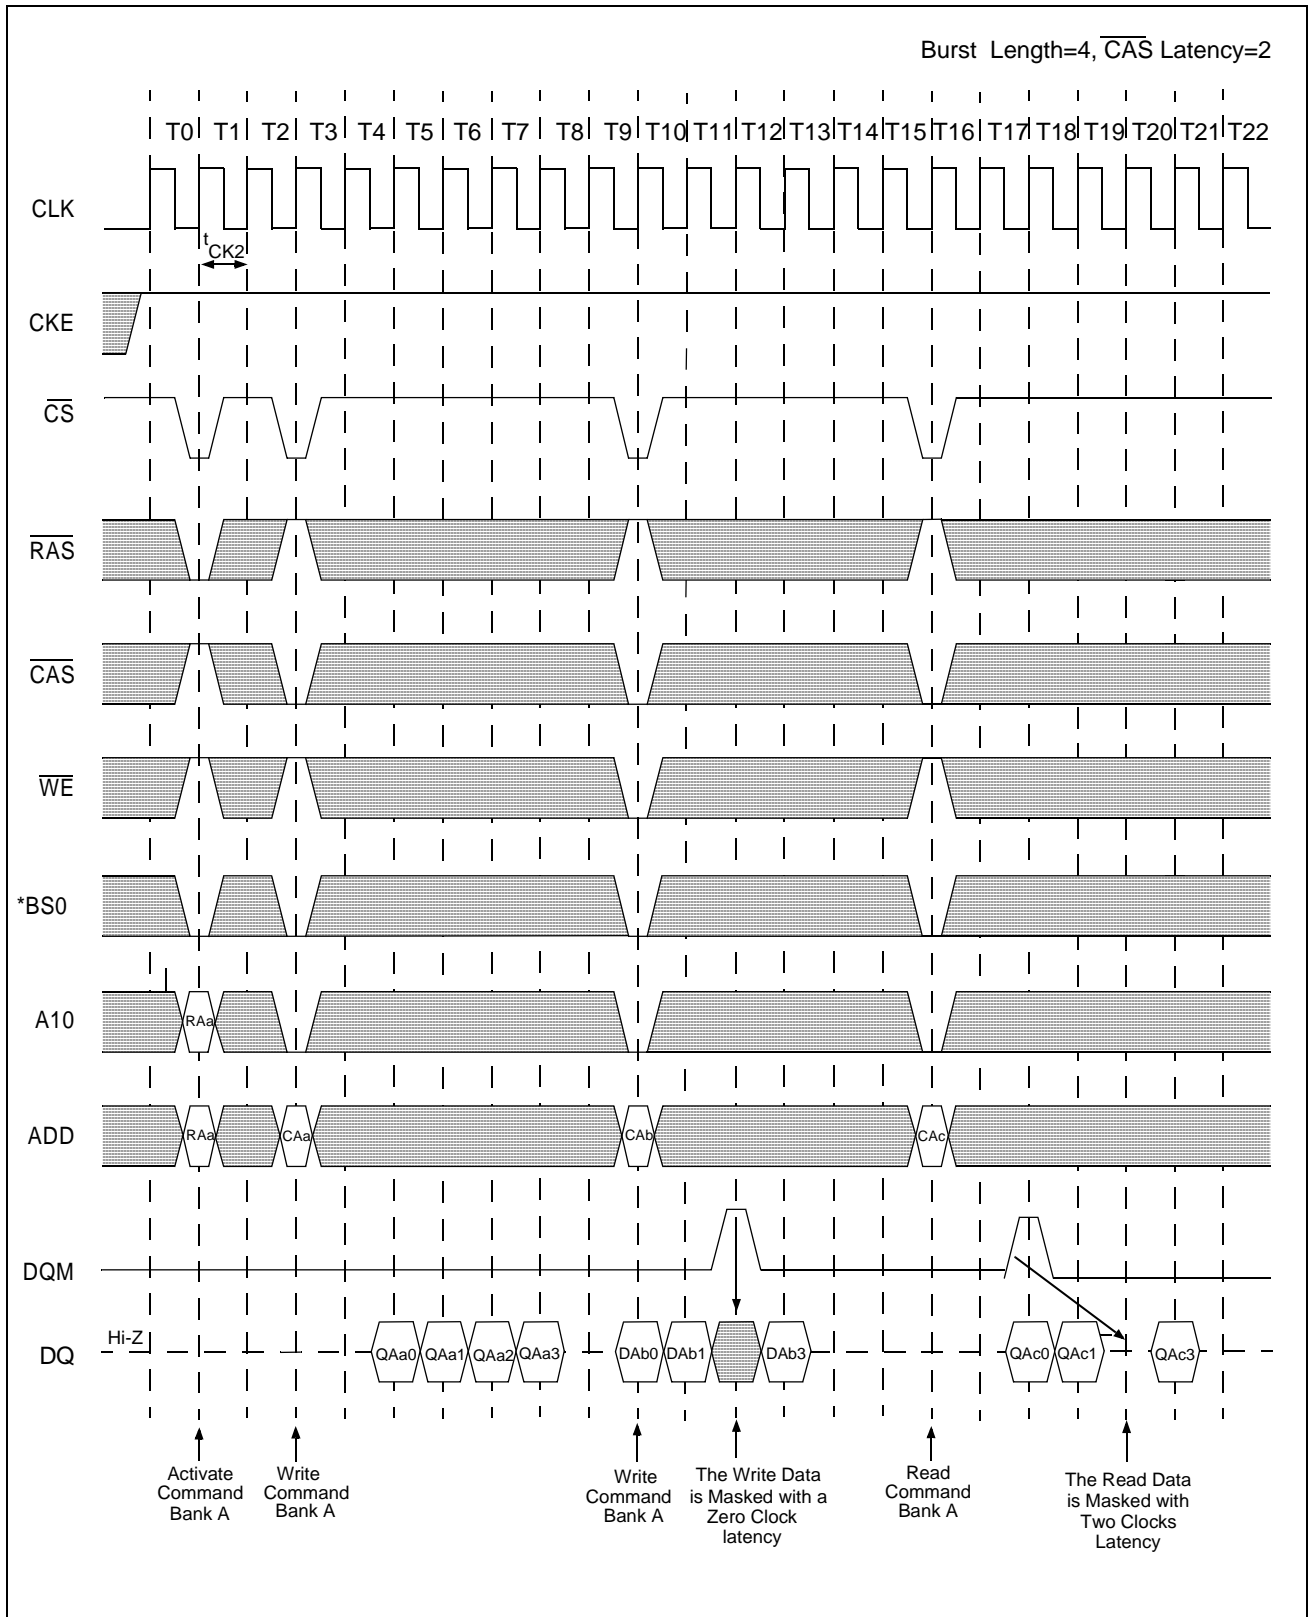 Burst Length=4, CAS Latency=2
T0 T1 T2 T3 T4 T5 T6 T7 T8 T9 T10 T11 T12 T13 T14 T15 T16 T17 T18 T19 T20 T21 T22
CLK
tCK2
CKE
CS
RAS
CAS
WE
*BS0
A10
RAa
ADD
RAa CAa CAb CAc
DQM
DQ
Hi-Z
QAa0 QAa1 QAa2 QAa3 DAb0 DAb1 DAb3 QAc0 QAc1 QAc3
Activate
Command
Bank A
Write
Command
Bank A
Write
Command
Bank A
The Write Data
is Masked with a
Zero Clock
latency
Read
Command
Bank A
The Read Data
is Masked with
Two Clocks
Latency